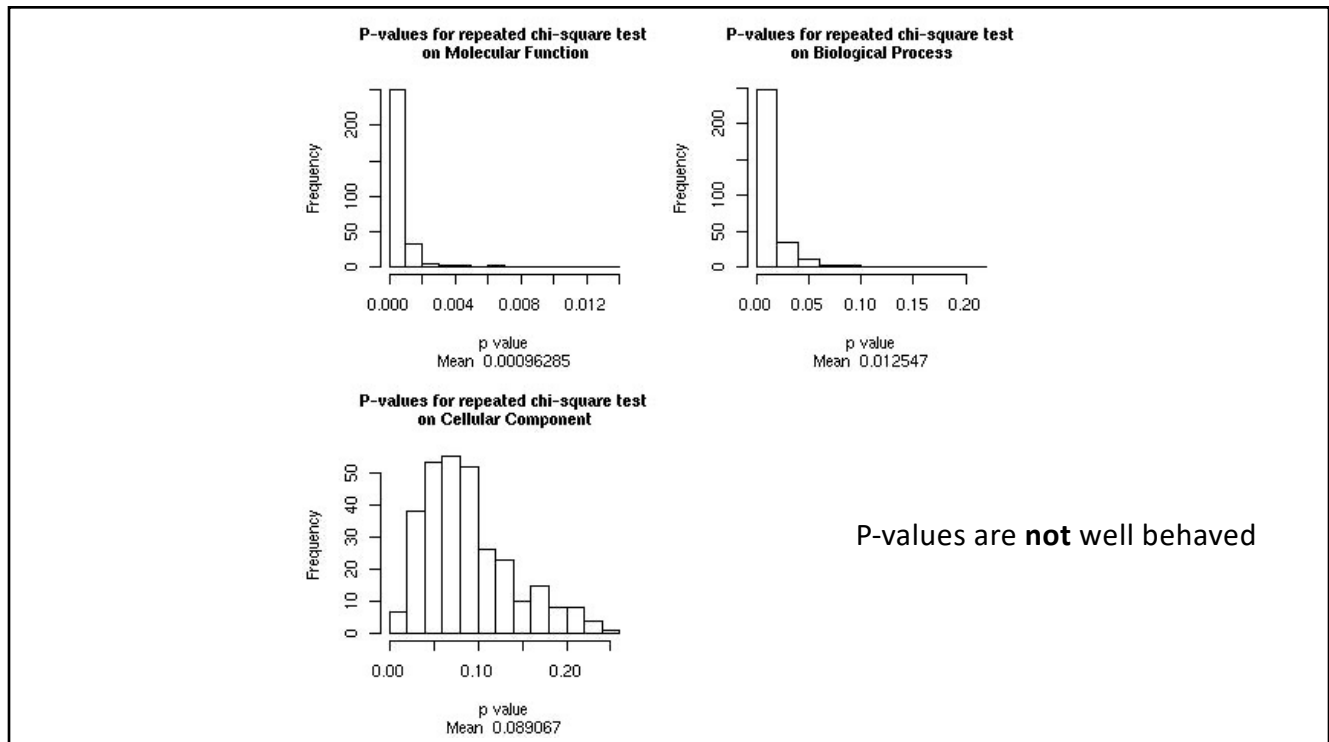 P-values for repeated chi-square test
on Molecular Function
Frequency
200
100
50
0
0.000 0.004 0.008 0.012
p value
Mean 0.00096285
P-values for repeated chi-square test
on Biological Process
Frequency
200
100
50
0
0.00 0.05 0.10 0.15 0.20
p value
Mean 0.012547
P-values for repeated chi-square test
on Cellular Component
Frequency
50
40
30
20
10
0
0.00 0.10 0.20
p value
Mean 0.089067
P-values are not well behaved